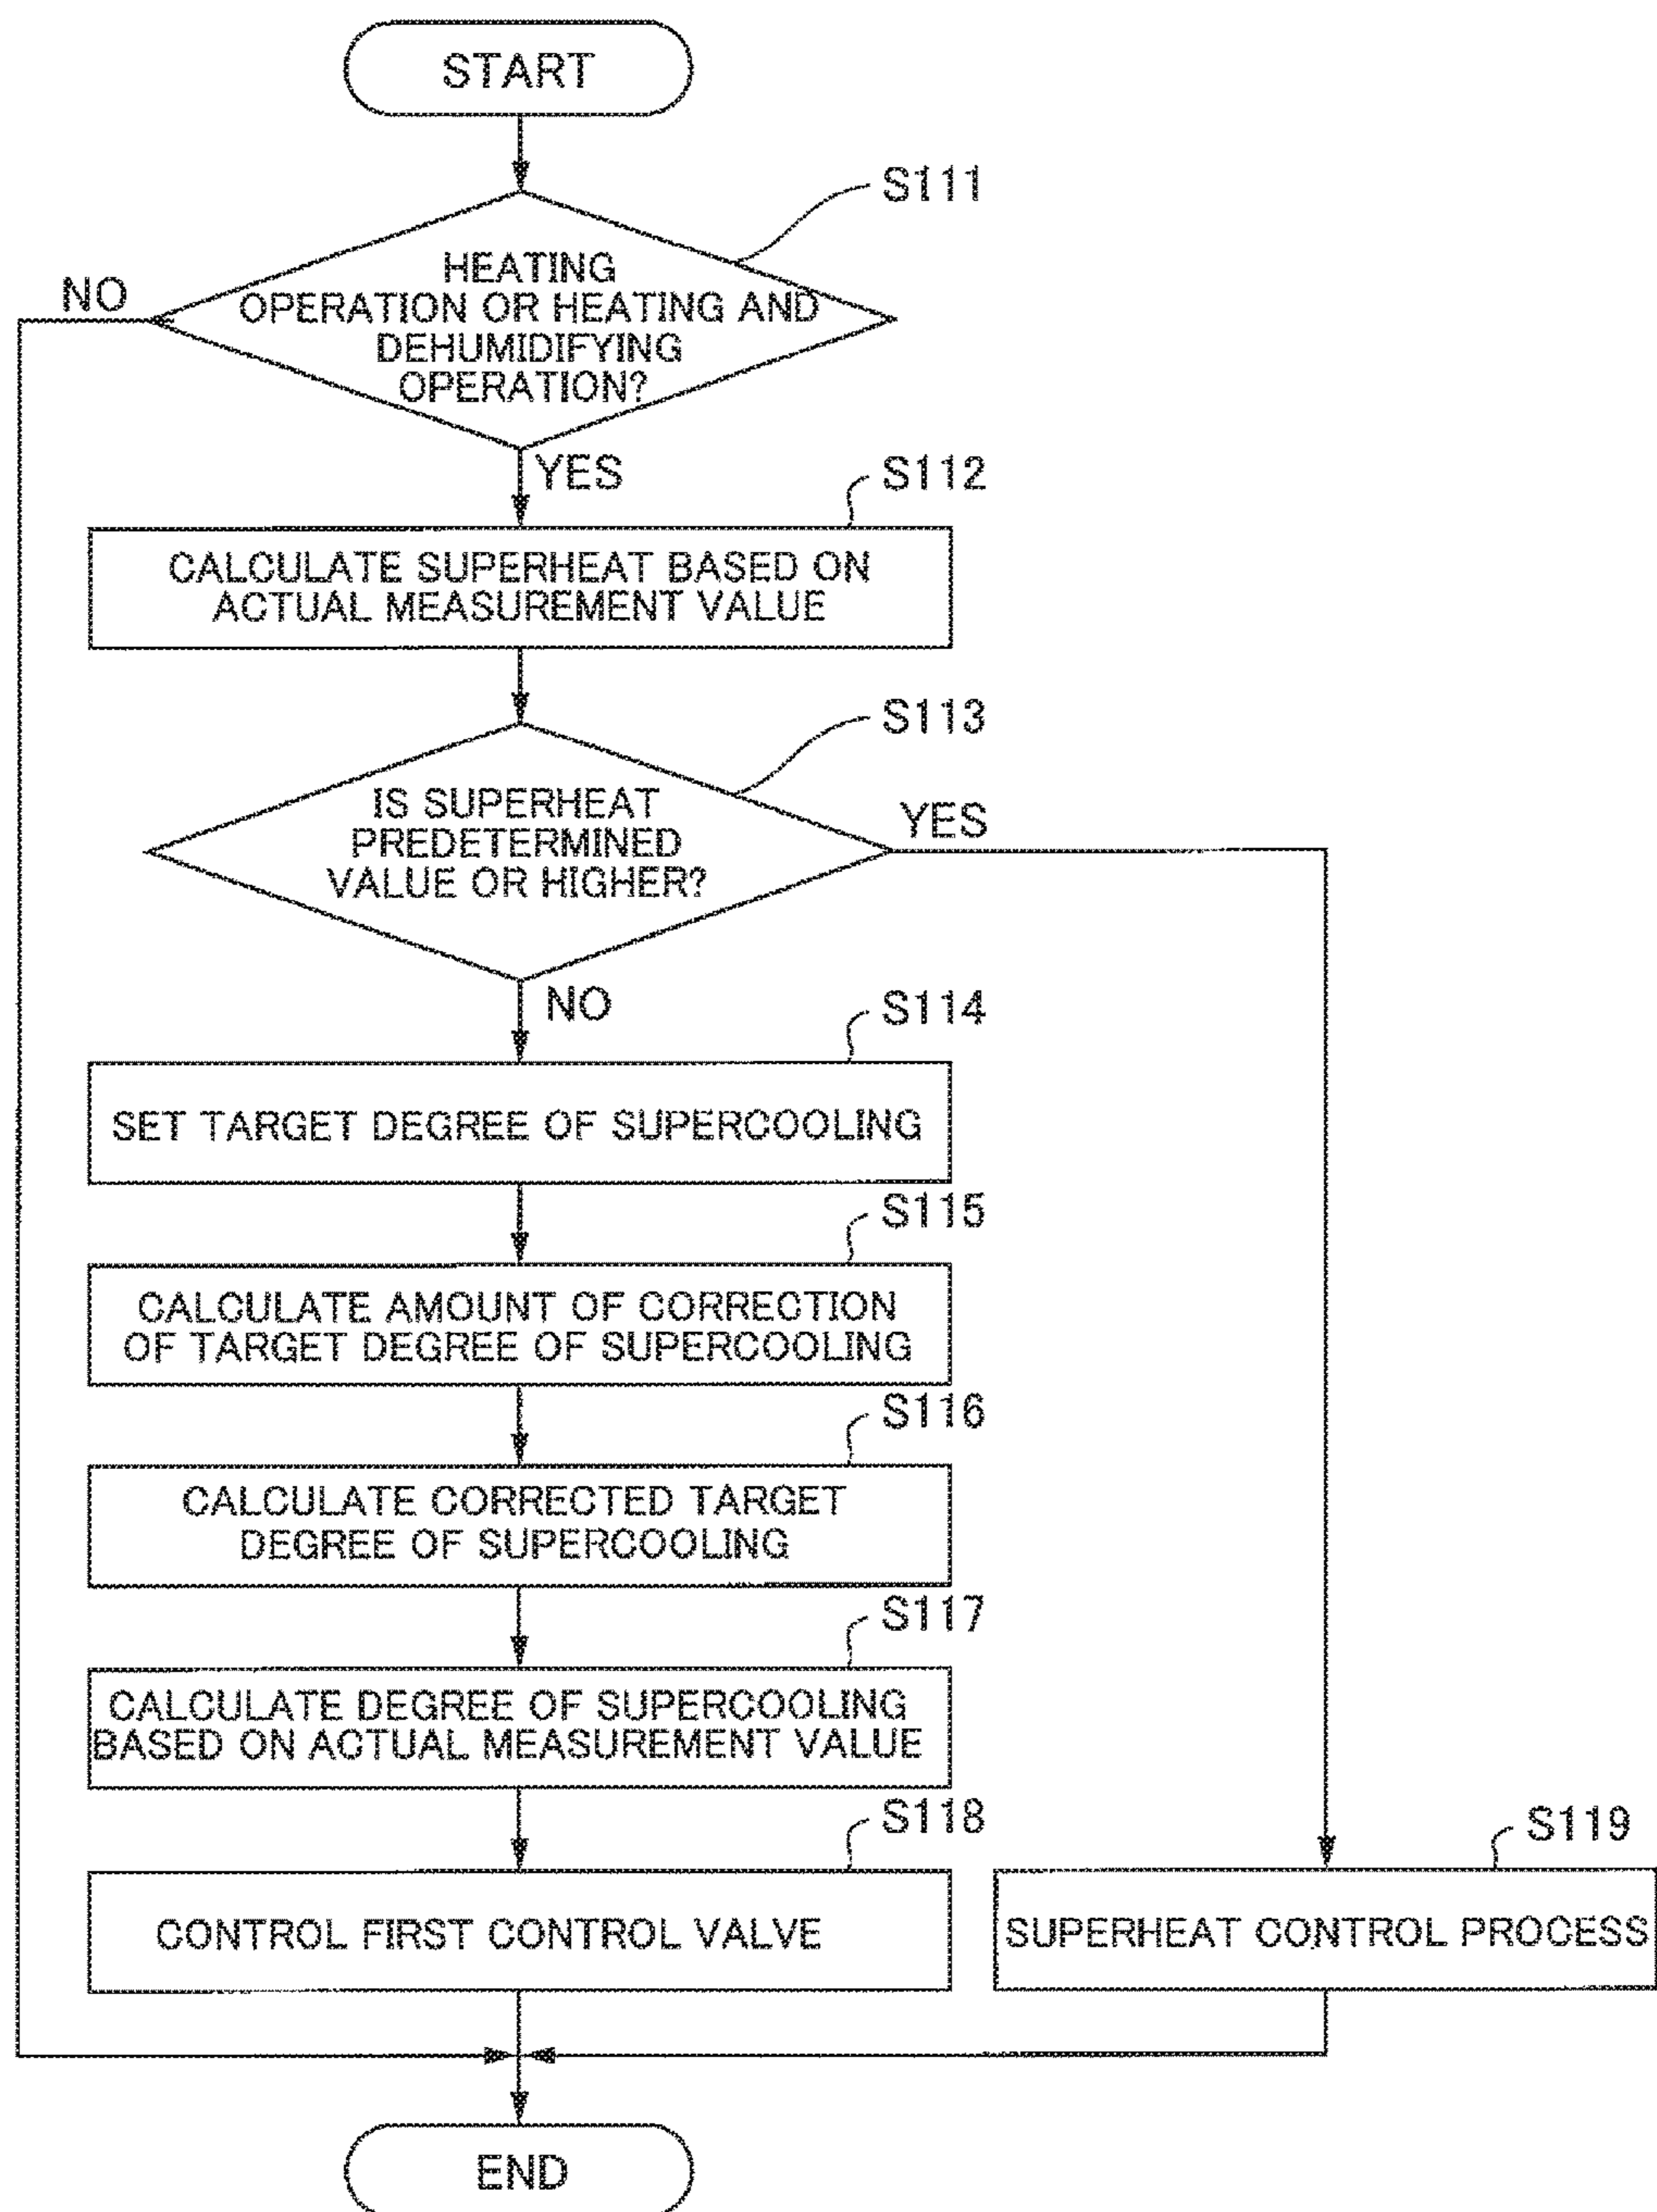 START
S111
HEATING
OPERATION OR HEATING AND
DEHUMIDIFYING
OPERATION?
NO
YES
S112
CALCULATE SUPERHEAT BASED ON
ACTUAL MEASUREMENT VALUE
S113
IS SUPERHEAT
PREDETERMINED
VALUE OR HIGHER?
YES
NO
S114
SET TARGET DEGREE OF SUPERCOOLING
S115
CALCULATE AMOUNT OF CORRECTION
OF TARGET DEGREE OF SUPERCOOLING
S116
CALCULATE CORRECTED TARGET
DEGREE OF SUPERCOOLING
S117
CALCULATE DEGREE OF SUPERCOOLING
BASED ON ACTUAL MEASUREMENT VALUE
S118
CONTROL FIRST CONTROL VALVE
S119
SUPERHEAT CONTROL PROCESS
END